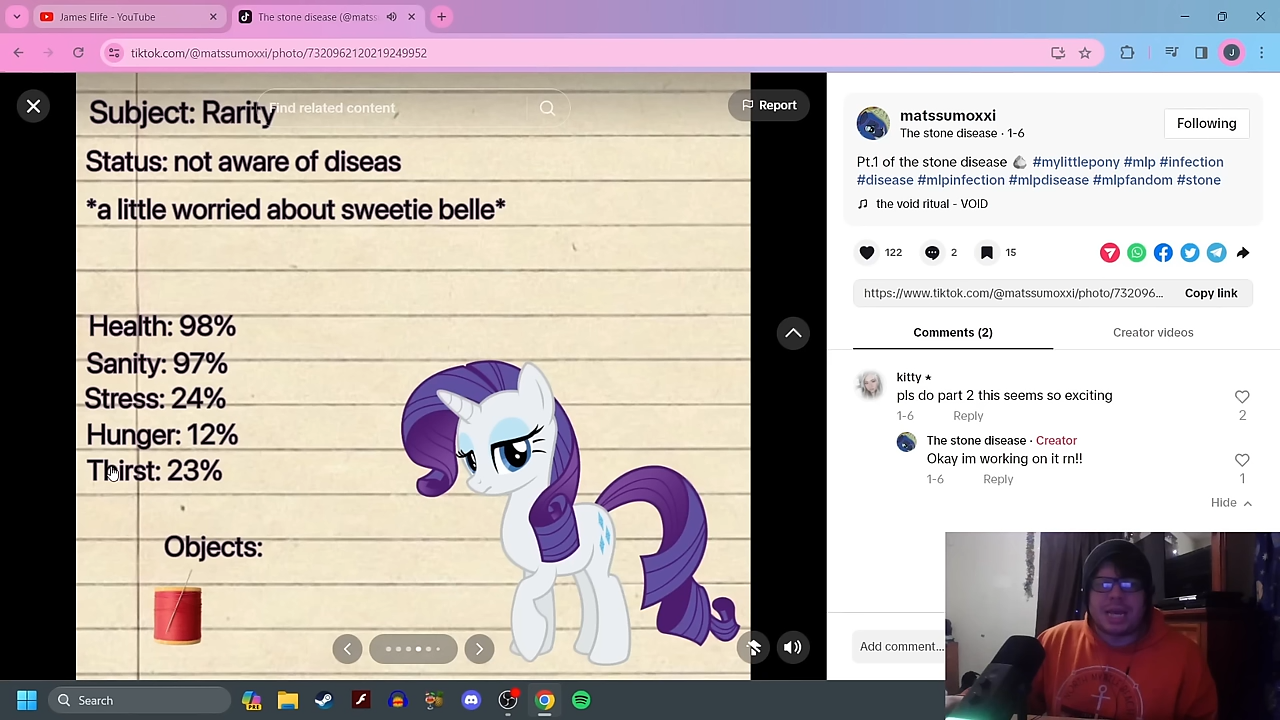 James Elife - YouTube
The stone disease (@matss
tiktok.com/@matssumoxxi/photo/7320962120219249952
J
Find related content
Report
Subject: Rarity
Status: not aware of diseas
*a little worried about sweetie belle*
Health: 98%
Sanity: 97%
Stress: 24%
Hunger: 12%
Thirst: 23%
Objects:
matssumoxxi
The stone disease · 1-6
Following
Pt.1 of the stone disease #mylittlepony #mlp #infection
#disease #mlpinfection #mlpdisease #mlpfandom #stone
the void ritual - VOID
122
2
15
https://www.tiktok.com/@matssumoxxi/photo/732096...
Copy link
Comments (2)
Creator videos
kitty ⋆
pls do part 2 this seems so exciting
1-6
Reply
2
The stone disease · Creator
Okay im working on it rn!!
1-6
Reply
1
Hide
Add comment...
Search
PRE